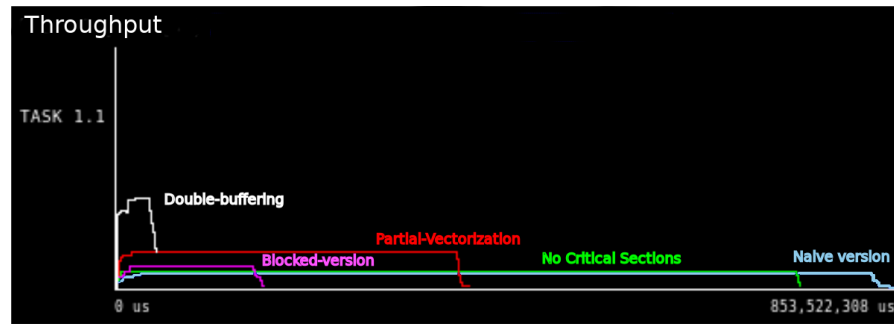 Throughput
TASK 1.1
Double-buffering
Partial-Vectorization
Blocked-version
No Critical Sections
Naive version
0 us
853,522,308 us